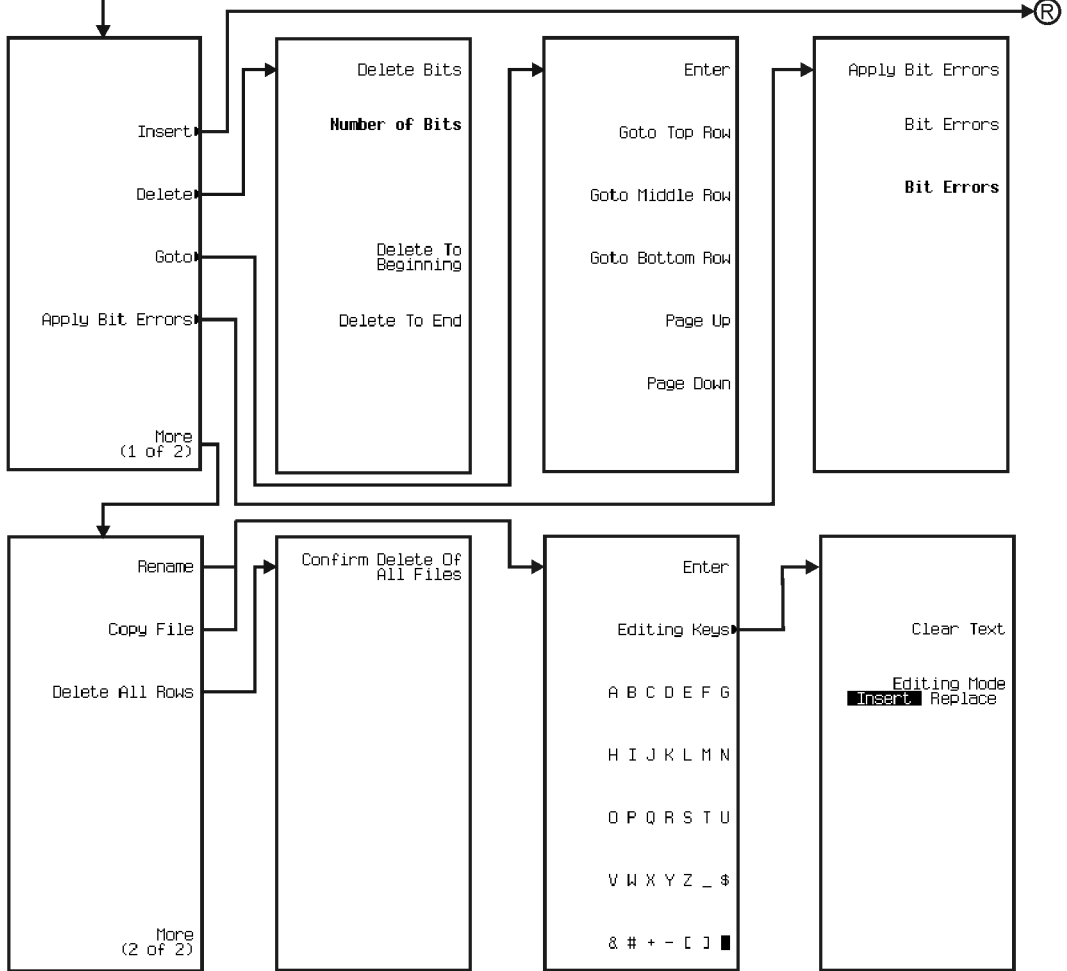 ®
Insert
Delete
Goto
Apply Bit Errors
More
(1 of 2)
Delete Bits
Number of Bits
Delete To
Beginning
Delete To End
Enter
Goto Top Row
Goto Middle Row
Goto Bottom Row
Page Up
Page Down
Apply Bit Errors
Bit Errors
Bit Errors
Rename
Copy File
Delete All Rows
More
(2 of 2)
Confirm Delete Of
All Files
Enter
Editing Keys
A B C D E F G
H I J K L M N
O P Q R S T U
V W X Y Z _ $
& # + - [ ] █
Clear Text
Editing Mode
Insert Replace